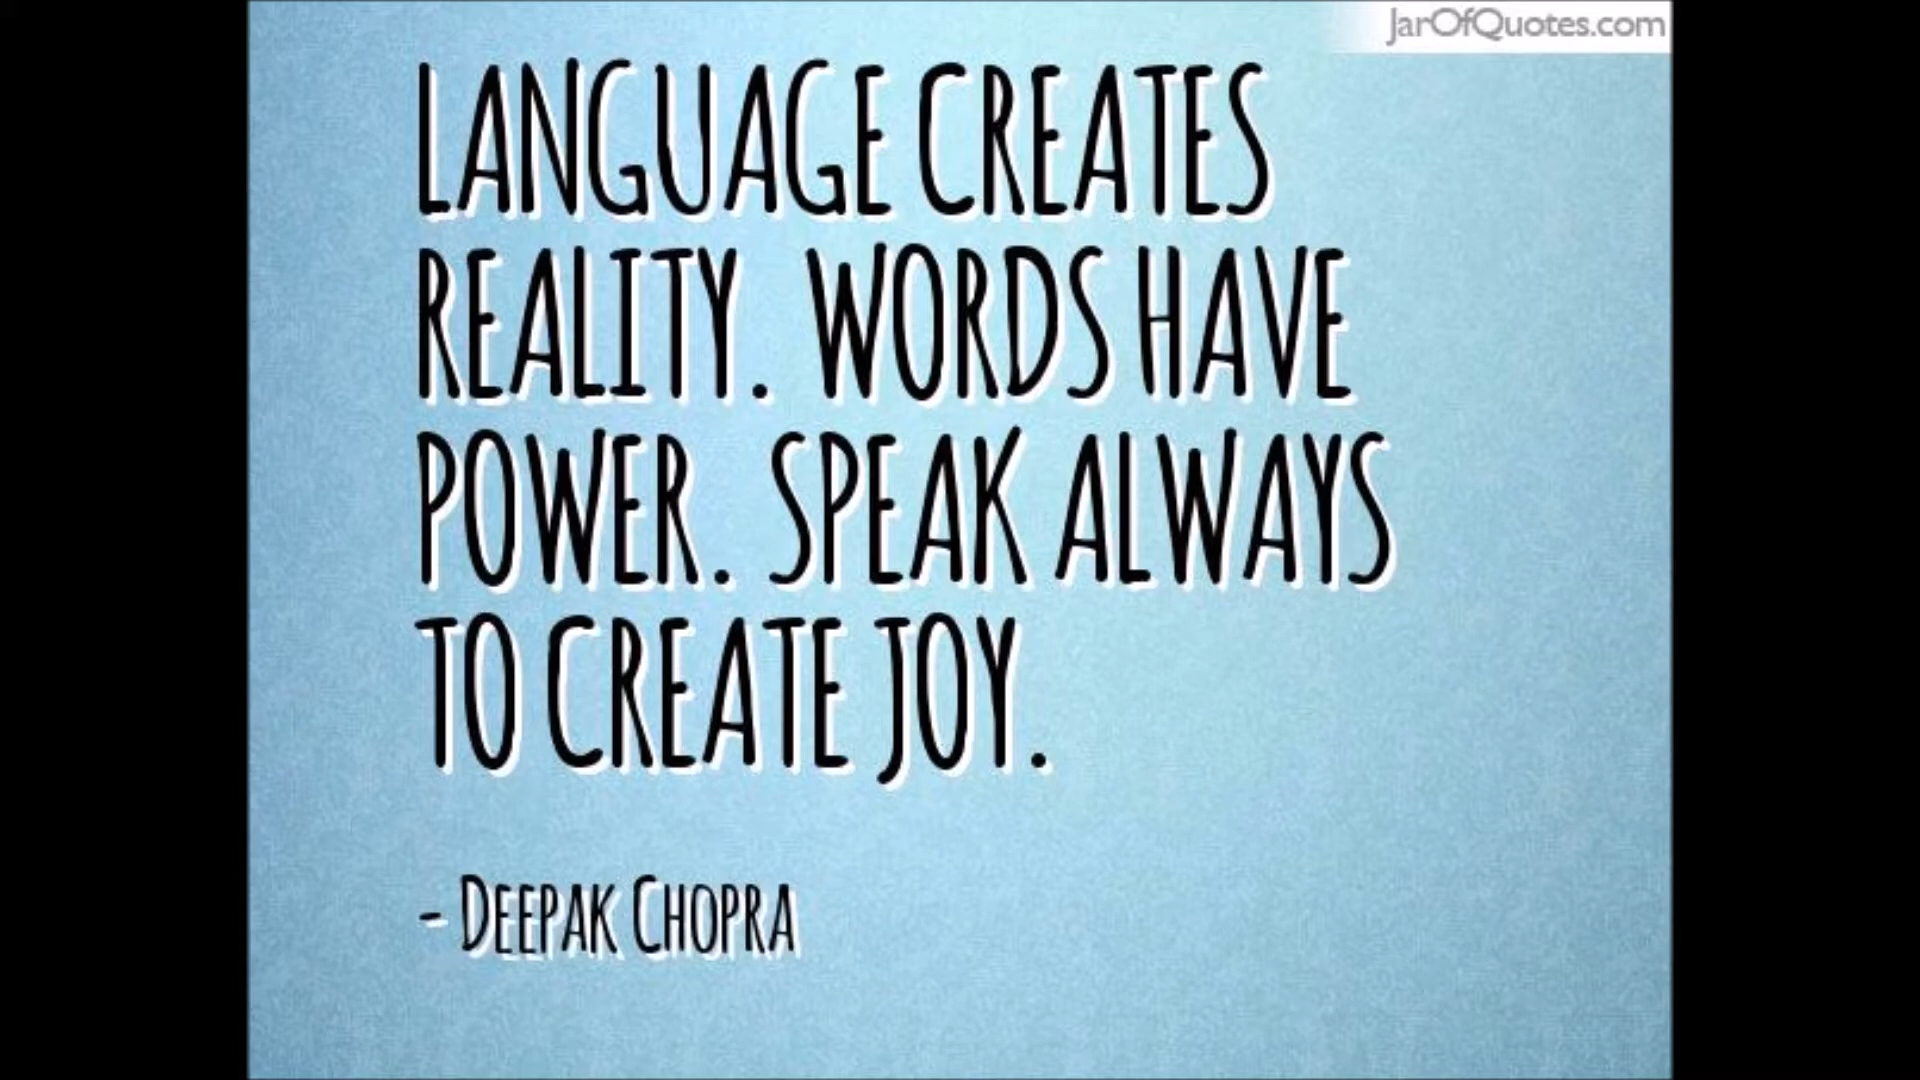 JarOfQuotes.com
LANGUAGE CREATES
REALITY. WORDS HAVE
POWER. SPEAK ALWAYS
TO CREATE JOY.
- DEEPAK CHOPRA